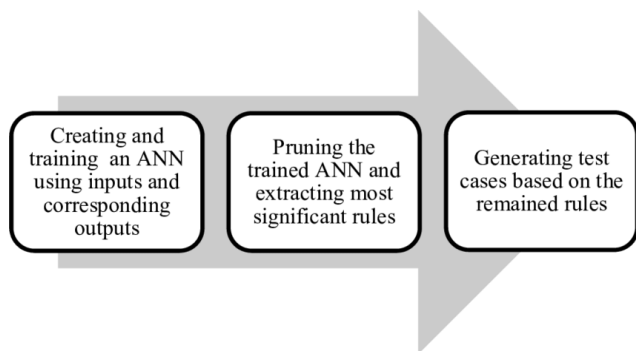 Creating and
training an ANN
using inputs and
corresponding
outputs
Pruning the
trained ANN and
extracting most
significant rules
Generating test
cases based on the
remained rules